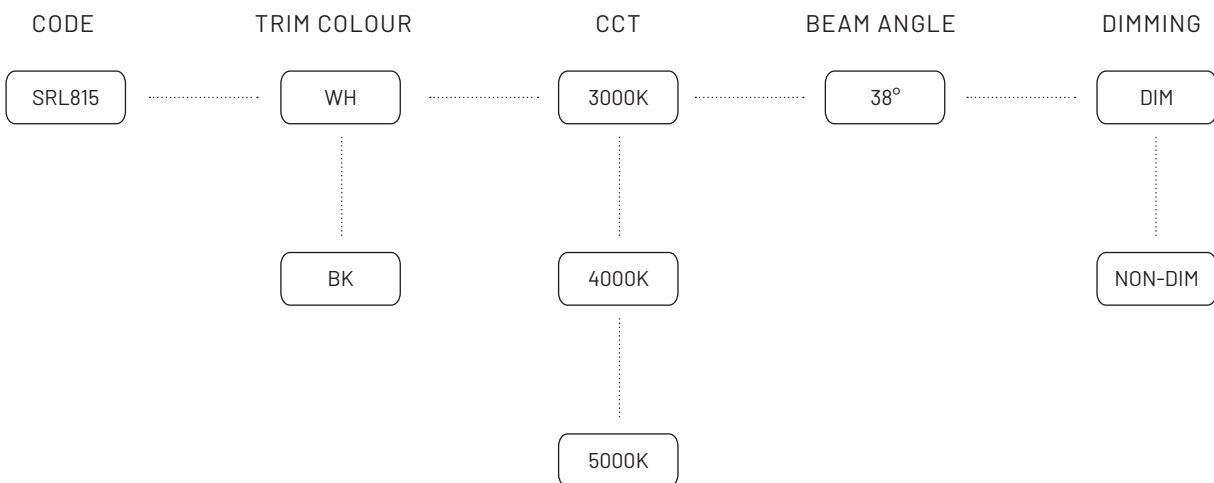 CODE TRIM COLOUR CCT BEAM ANGLE DIMMING
SRL815 WH 3000K 38° DIM
BK 4000K NON-DIM
5000K